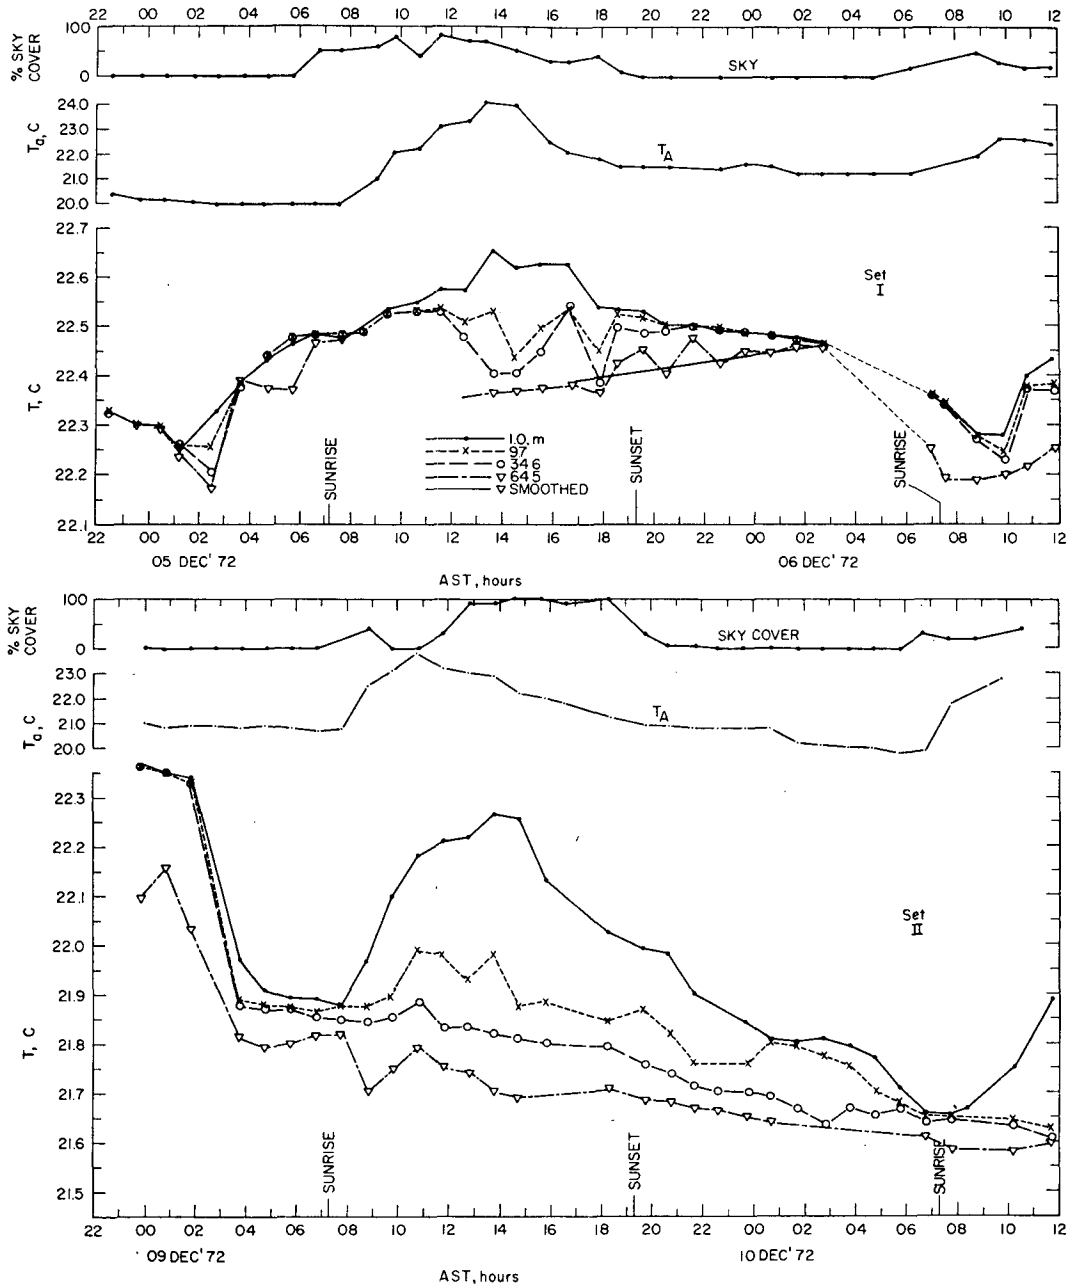 22 00 02 04 06 08 10 12 14 16 18 20 22 00 02 04 06 08 10 12
% SKY COVER
100
0
SKY
Ta, C
24.0
23.0
22.0
21.0
20.0
TA
T, C
22.7
22.6
22.5
22.4
22.3
22.2
22.1
Set
I
1.0, m
97
346
645
SMOOTHED
SUNRISE
SUNSET
SUNRISE
22 00 02 04 06 08 10 12 14 16 18 20 22 00 02 04 06 08 10 12
05 DEC' 72
06 DEC' 72
AST, hours
% SKY COVER
100
0
SKY COVER
Ta, C
23.0
22.0
21.0
20.0
TA
T, C
22.3
22.2
22.1
22.0
21.9
21.8
21.7
21.6
21.5
Set
II
SUNRISE
SUNSET
SUNRISE
22 00 02 04 06 08 10 12 14 16 18 20 22 00 02 04 06 08 10 12
09 DEC' 72
10 DEC' 72
AST, hours